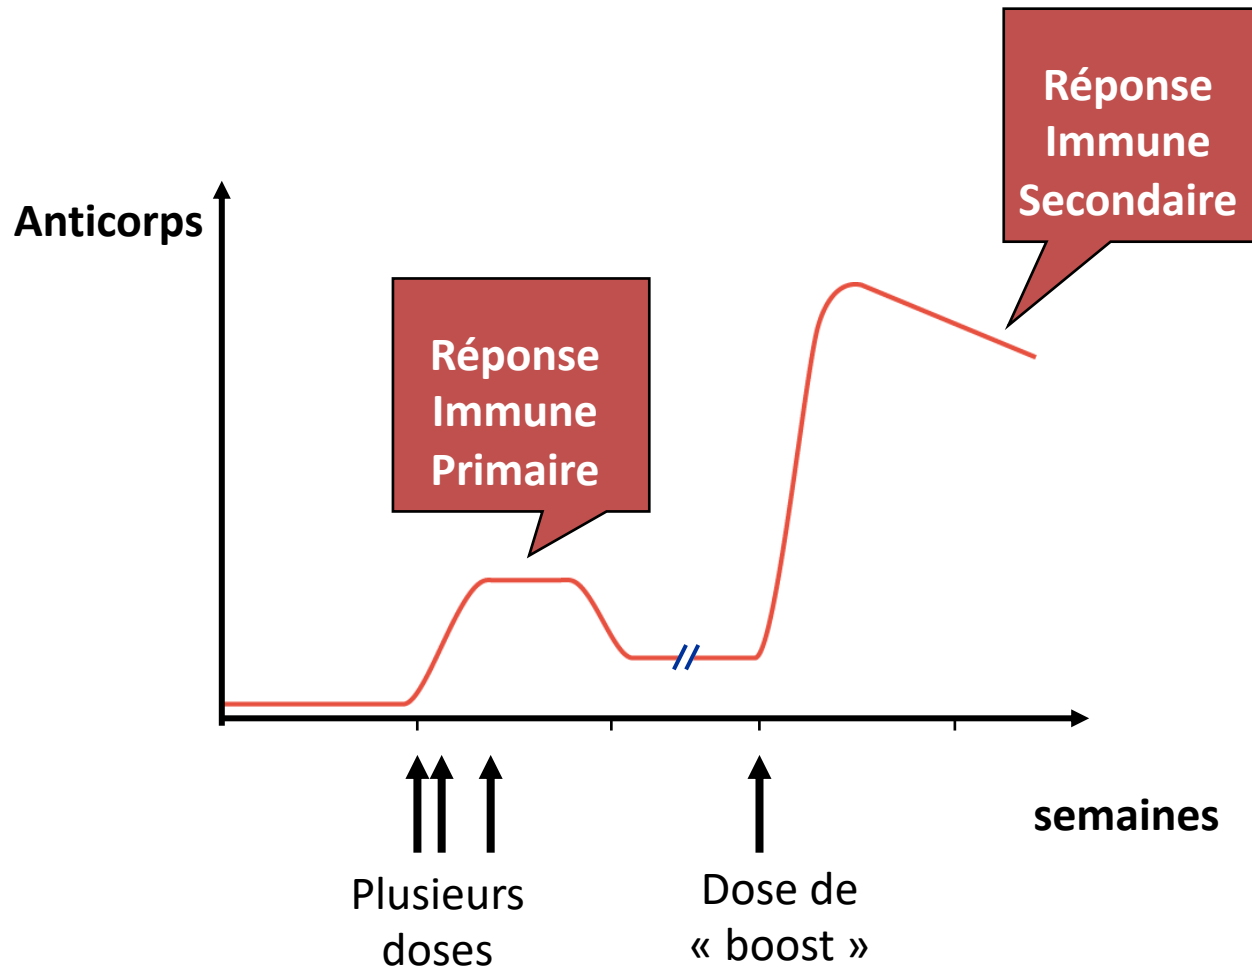 Réponse
Immune
Secondaire
Anticorps
Réponse
Immune
Primaire
semaines
Plusieurs
doses
Dose de
« boost »